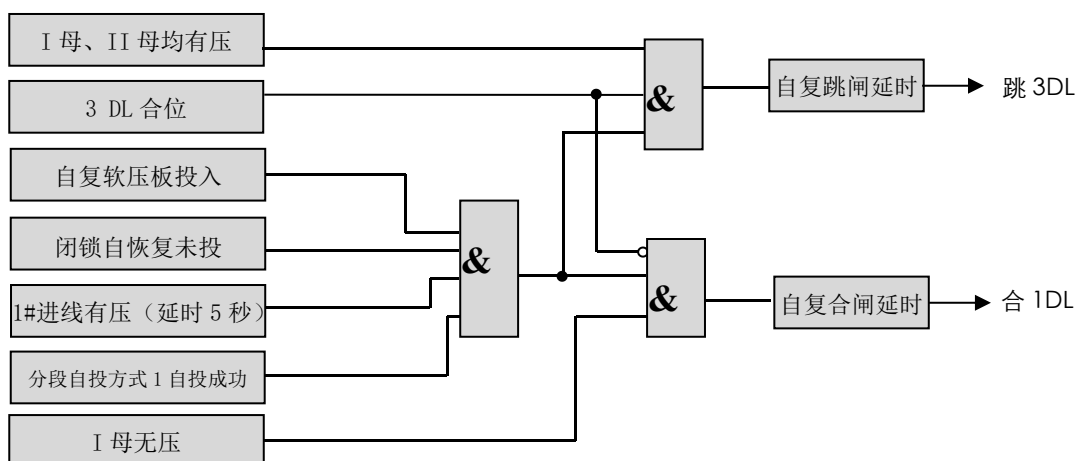 I 母、II 母均有压
3 DL 合位
自复软压板投入
闭锁自恢复未投
1#进线有压（延时 5 秒）
分段自投方式 1 自投成功
I 母无压
&
&
&
自复跳闸延时
跳 3DL
自复合闸延时
合 1DL